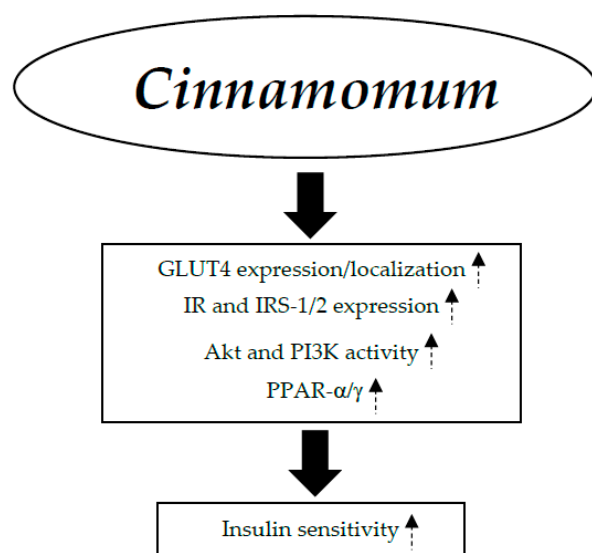 Cinnamomum
GLUT4 expression/localization
IR and IRS-1/2 expression
Akt and PI3K activity
PPAR-α/γ
Insulin sensitivity